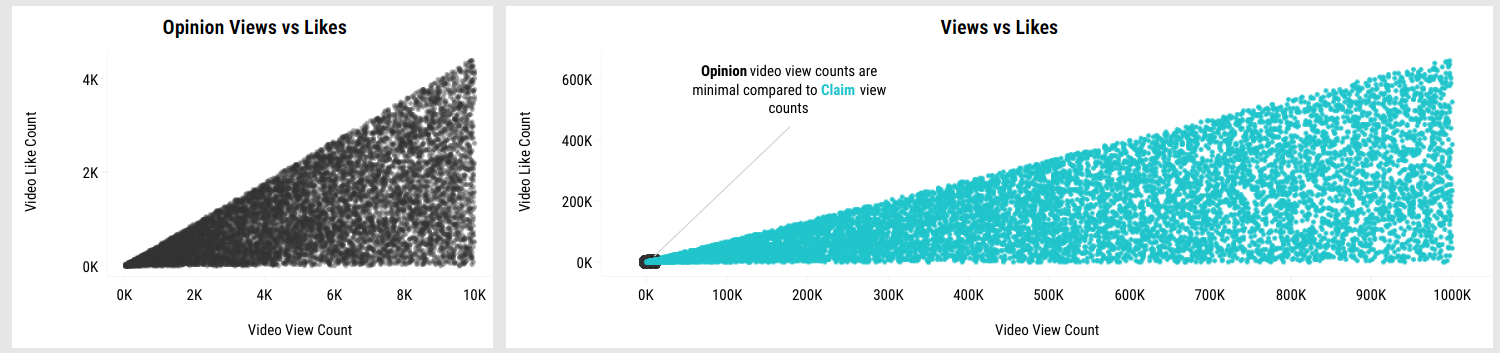 Opinion Views vs Likes
4K
2K
0K
Video Like Count
0K 2K 4K 6K 8K 10K
Video View Count
Views vs Likes
Opinion video view counts are
minimal compared to Claim view
counts
600K
400K
200K
0K
Video Like Count
0K 100K 200K 300K 400K 500K 600K 700K 800K 900K 1000K
Video View Count